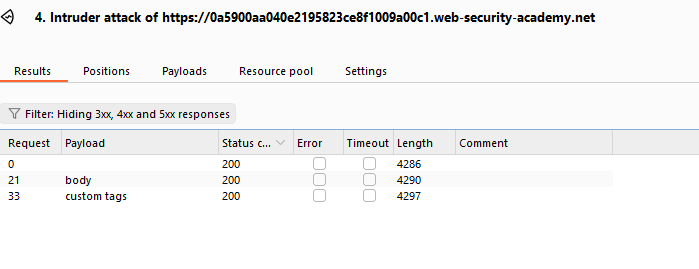 4. Intruder attack of https://0a5900aa040e2195823ce8f1009a00c1.web-security-academy.net
Results Positions Payloads Resource pool Settings
Filter: Hiding 3xx, 4xx and 5xx responses
Request Payload Status c... Error Timeout Length Comment
0 200 4286
21 body 200 4290
33 custom tags 200 4297